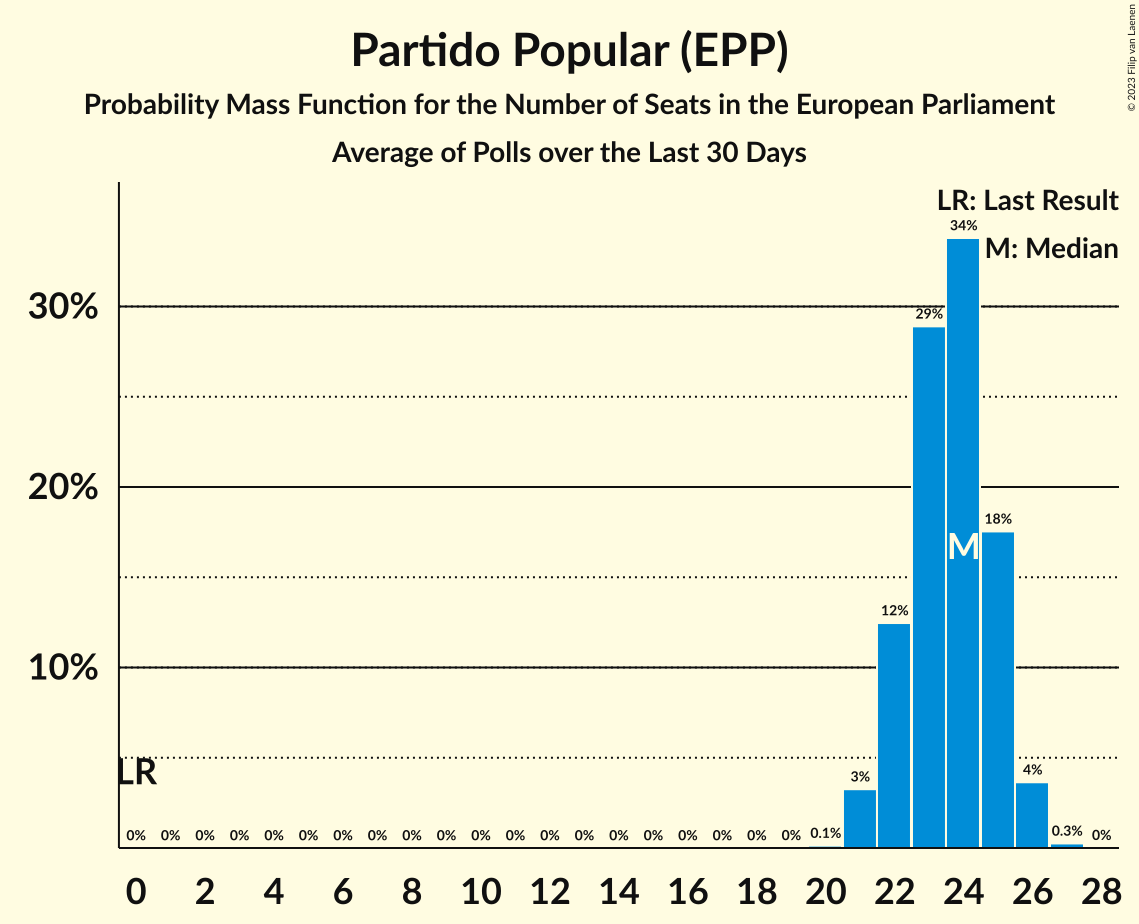 Partido Popular (EPP)
Probability Mass Function for the Number of Seats in the European Parliament
Average of Polls over the Last 30 Days
© 2023 Filip van Laenen
LR: Last Result
M: Median
34%
30%
29%
20%
18%
M
12%
10%
LR
3%
4%
0% 0% 0% 0% 0% 0% 0% 0% 0% 0% 0% 0% 0% 0% 0% 0% 0% 0% 0% 0% 0.1% 0.3% 0%
0 2 4 6 8 10 12 14 16 18 20 22 24 26 28